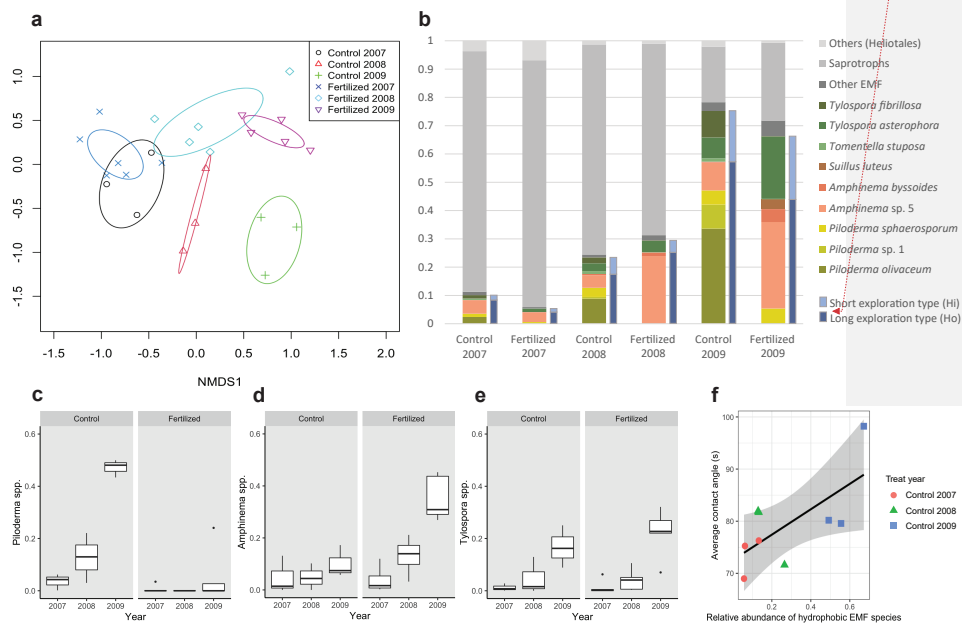 a
Control 2007
Control 2008
Control 2009
Fertilized 2007
Fertilized 2008
Fertilized 2009
1.0
0.5
0.0
-0.5
-1.0
-1.5
-1.5 -1.0 -0.5 0.0 0.5 1.0 1.5 2.0
NMDS1
b
1
0.9
0.8
0.7
0.6
0.5
0.4
0.3
0.2
0.1
0
Control Fertilized Control Fertilized Control Fertilized
2007 2007 2008 2008 2009 2009
Others (Heliotales)
Saprotrophs
Other EMF
Tylospora fibrillosa
Tylospora asterophora
Tomentella stuposa
Suillus luteus
Amphinema byssoides
Amphinema sp. 5
Piloderma sphaerosporum
Piloderma sp. 1
Piloderma olivaceum
Short exploration type (Hi)
Long exploration type (Ho)
c
Control Fertilized
Piloderma spp.
0.6
0.4
0.2
0.0
2007 2008 2009 2007 2008 2009
Year
d
Control Fertilized
Amphinema spp.
0.6
0.4
0.2
0.0
2007 2008 2009 2007 2008 2009
Year
e
Control Fertilized
Tylospora spp.
0.6
0.4
0.2
0.0
2007 2008 2009 2007 2008 2009
Year
f
Average contact angle (s)
100
90
80
70
0.2 0.4 0.6
Relative abundance of hydrophobic EMF species
Treat year
Control 2007
Control 2008
Control 2009